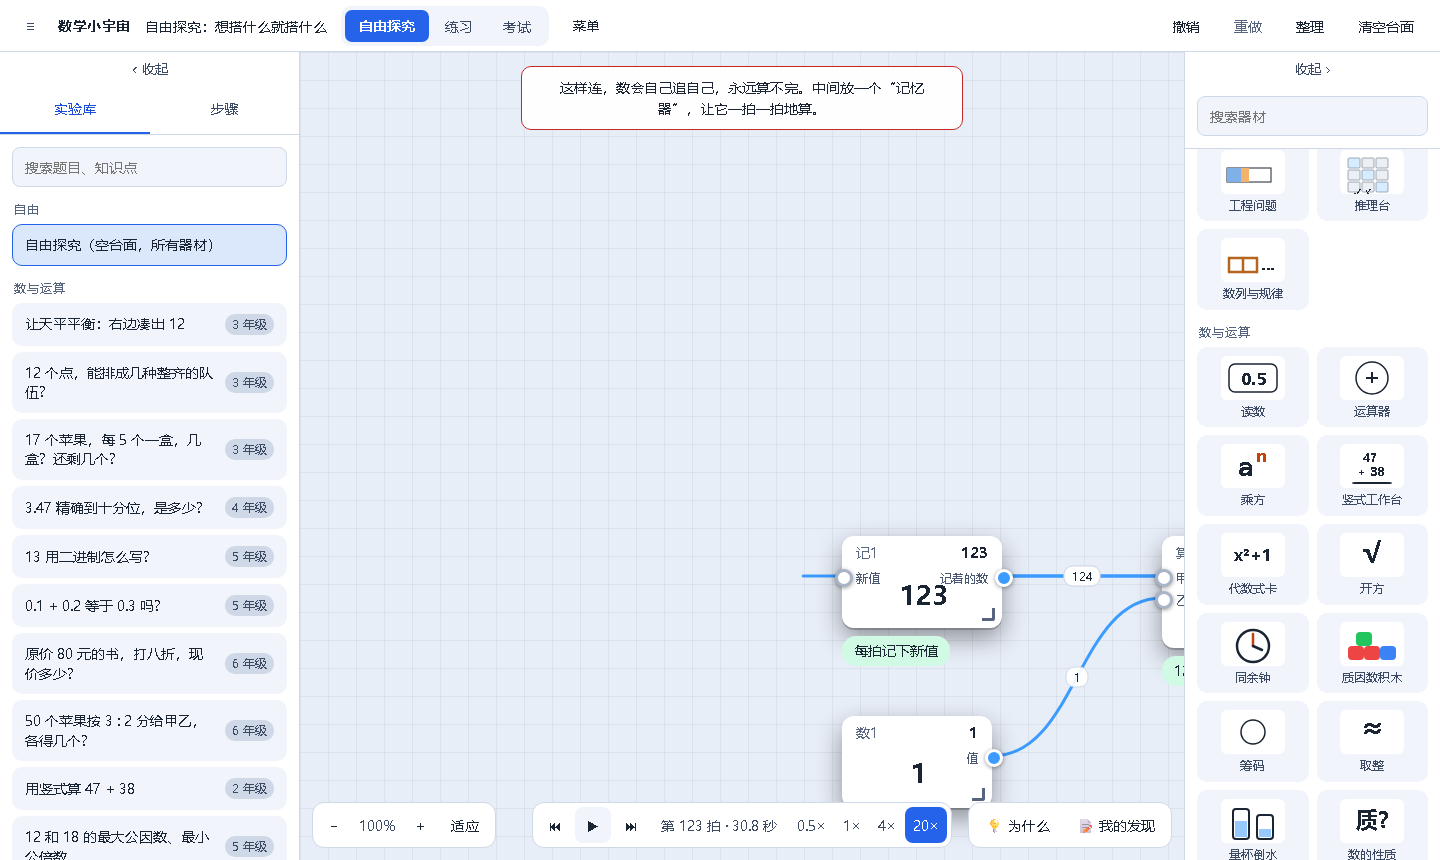 ≡ 数学小宇宙 自由探究：想搭什么就搭什么 自由探究 练习 考试 菜单 撤销 重做 整理 清空台面
‹ 收起
实验库 步骤
搜索题目、知识点
自由
自由探究（空台面，所有器材）
数与运算
让天平平衡：右边凑出 12 3 年级
12 个点，能排成几种整齐的队
伍？ 3 年级
17 个苹果，每 5 个一盒，几
盒？还剩几个？ 3 年级
3.47 精确到十分位，是多少？ 4 年级
13 用二进制怎么写？ 5 年级
0.1 + 0.2 等于 0.3 吗？ 5 年级
原价 80 元的书，打八折，现
价多少？ 6 年级
50 个苹果按 3 : 2 分给甲乙，
各得几个？ 6 年级
用竖式算 47 + 38 2 年级
12 和 18 的最大公因数、最小
公倍数 5 年级
这样连，数会自己追自己，永远算不完。中间放一个“记忆
器”，让它一拍一拍地算。
记1 123
新值 记着的数
123
每拍记下新值
124
1
数1 1
值
1
算
甲
乙
12
− 100% + 适应
⏮ ▶ ⏭ 第 123 拍 · 30.8 秒 0.5× 1× 4× 20×
为什么 我的发现
收起 ›
搜索器材
工程问题 推理台
...
数列与规律
数与运算
0.5 +
读数 运算器
aⁿ 47
+ 38
乘方 竖式工作台
x²+1 √
代数式卡 开方
同余钟 质因数积木
≈
筹码 取整
质?
量杯倒水 数的性质